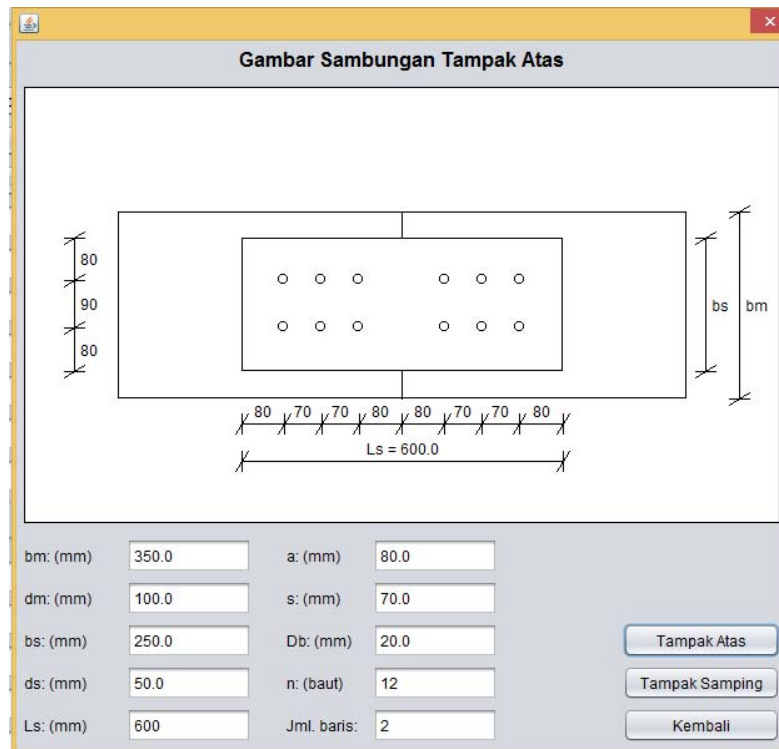 Gambar Sambungan Tampak Atas
80
90
80
bs
bm
80 70 70 80 80 70 70 80
Ls = 600.0
bm: (mm) 350.0 a: (mm) 80.0
dm: (mm) 100.0 s: (mm) 70.0
bs: (mm) 250.0 Db: (mm) 20.0 Tampak Atas
ds: (mm) 50.0 n: (baut) 12 Tampak Samping
Ls: (mm) 600 Jml. baris: 2 Kembali